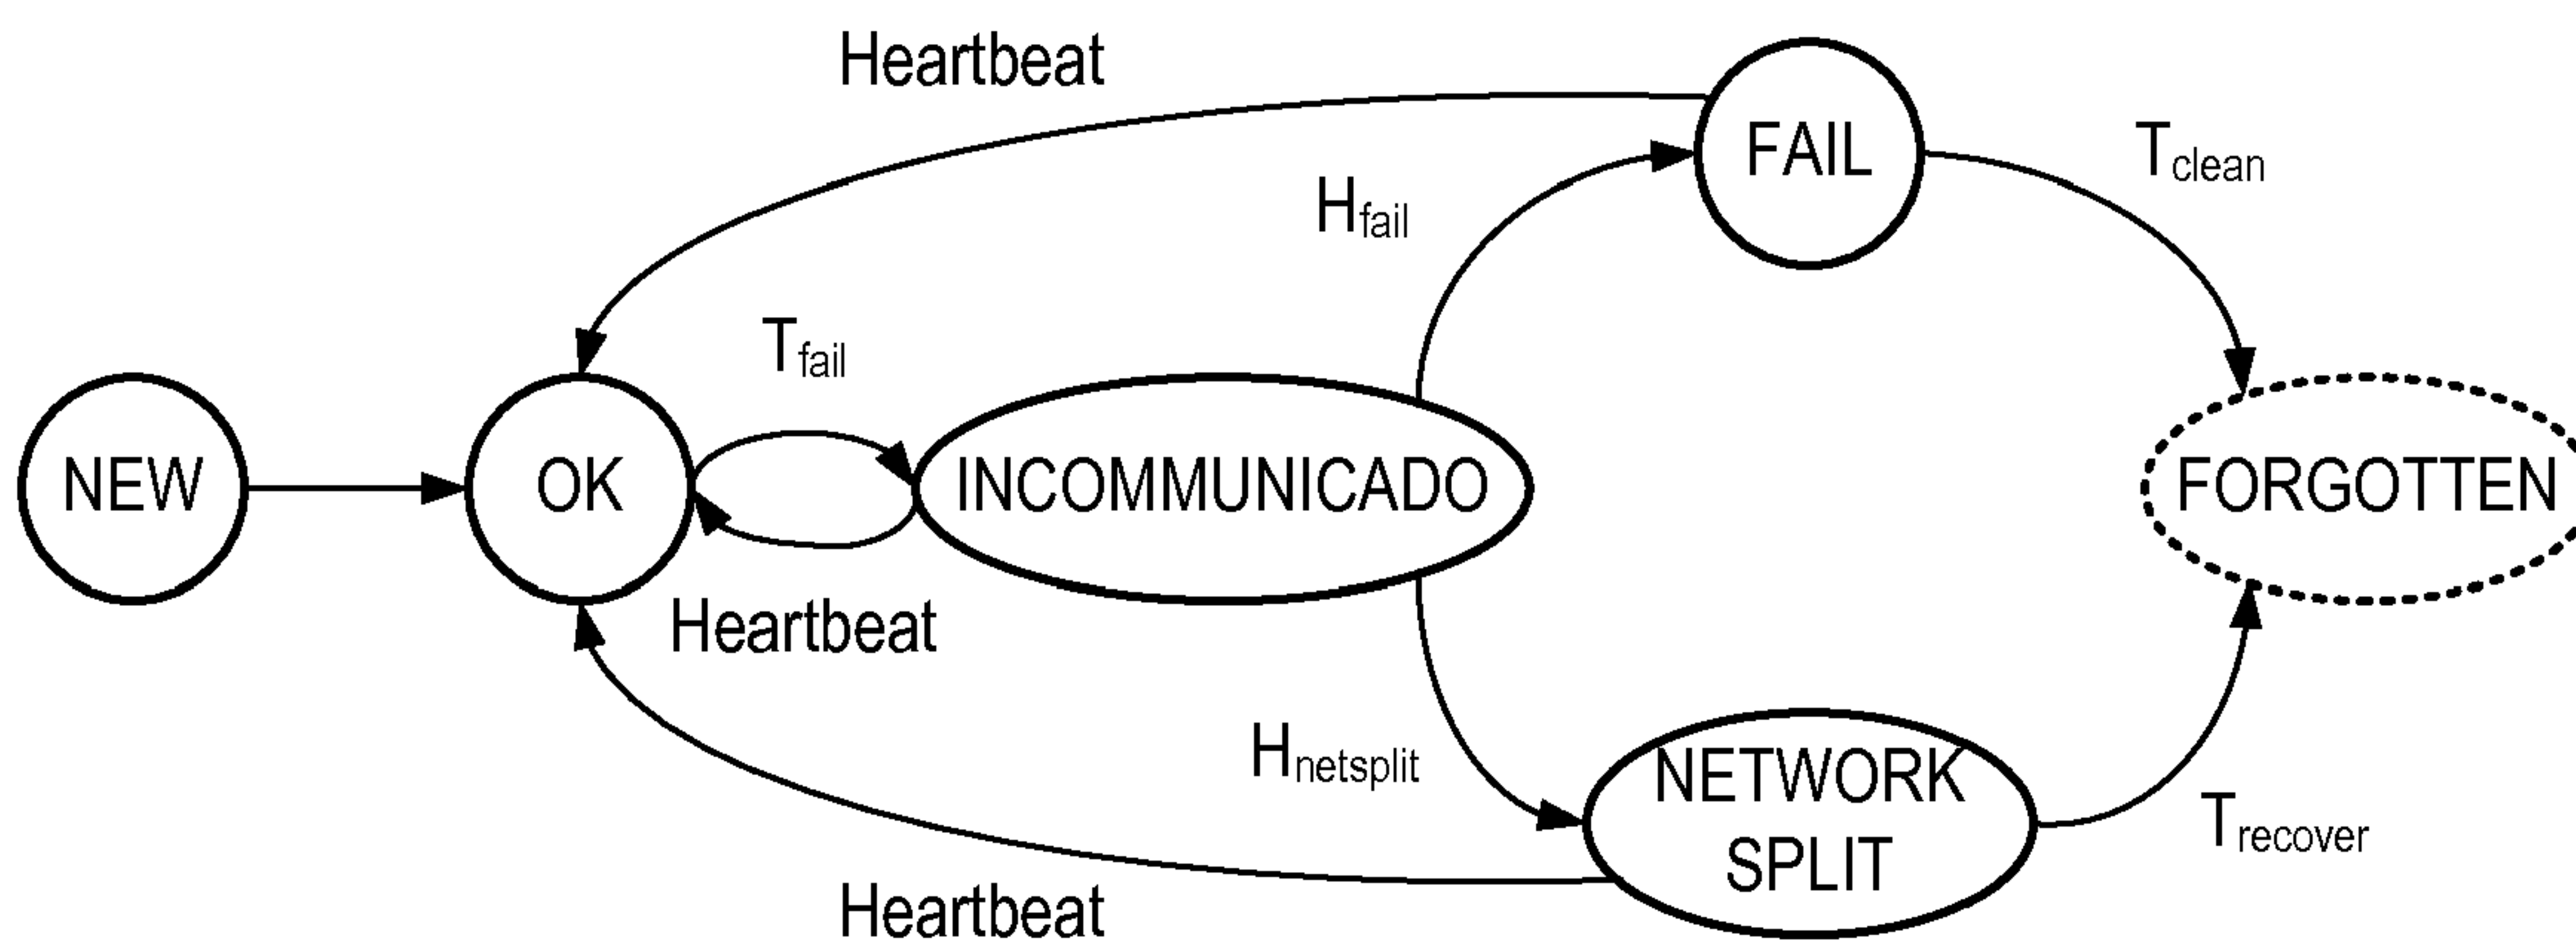 Heartbeat
FAIL
Tclean
Hfail
Tfail
NEW
OK
INCOMMUNICADO
FORGOTTEN
Heartbeat
Hnetsplit
NETWORK
SPLIT
Trecover
Heartbeat